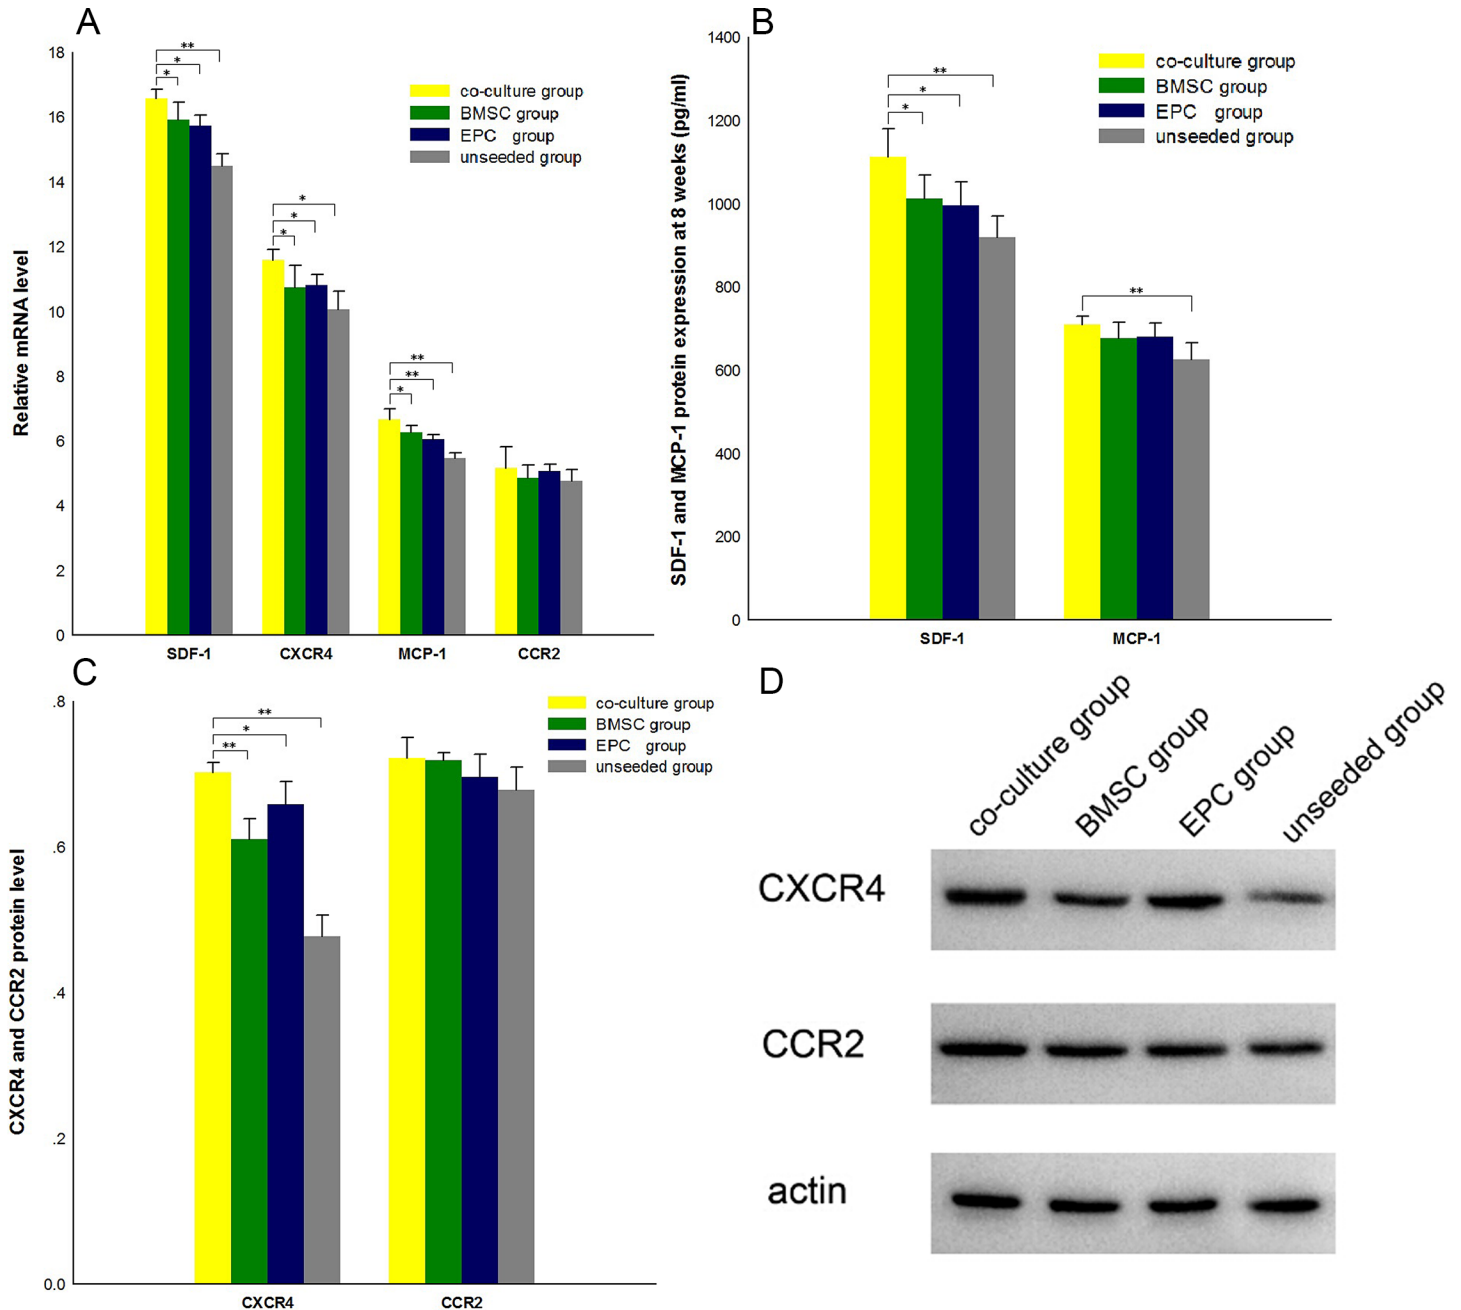 A
18
16
14
12
10
8
6
4
2
0
Relative mRNA level
** 
*
*
*
*
*
**
**
*
co-culture group
BMSC group
EPC group
unseeded group
SDF-1 CXCR4 MCP-1 CCR2
B
1400
1200
1000
800
600
400
200
0
SDF-1 and MCP-1 protein expression at 8 weeks (pg/ml)
**
*
*
**
co-culture group
BMSC group
EPC group
unseeded group
SDF-1 MCP-1
C
.8
.6
.4
.2
0.0
CXCR4 and CCR2 protein level
**
*
**
co-culture group
BMSC group
EPC group
unseeded group
CXCR4 CCR2
D
co-culture group
BMSC group
EPC group
unseeded group
CXCR4
CCR2
actin